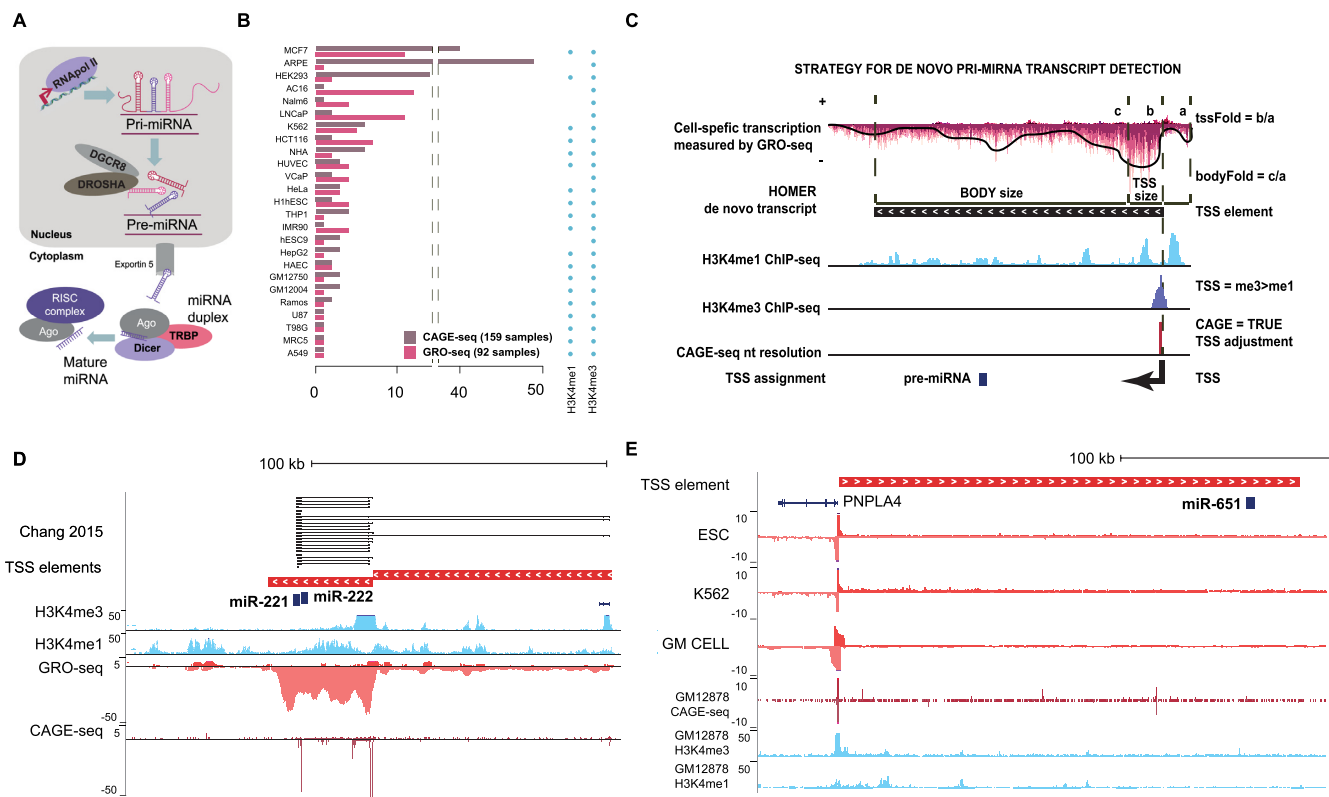 A
RNApol II
Pri-miRNA
DGCR8
DROSHA
Pre-miRNA
Nucleus
Cytoplasm
Exportin 5
RISC
complex
Ago
miRNA
duplex
Ago
TRBP
Dicer
Mature
miRNA
B
MCF7
ARPE
HEK293
AC16
Nalm6
LNCaP
K562
HCT116
NHA
HUVEC
VCaP
HeLa
H1hESC
THP1
IMR90
hESC9
HepG2
HAEC
GM12750
GM12004
Ramos
U87
T98G
MRC5
A549
CAGE-seq (159 samples)
GRO-seq (92 samples)
0 10 40 50
H3K4me1
H3K4me3
C
STRATEGY FOR DE NOVO PRI-MIRNA TRANSCRIPT DETECTION
+
c b a
tssFold = b/a
Cell-spefic transcription
measured by GRO-seq
-
bodyFold = c/a
HOMER
de novo transcript
BODY size
TSS
size
TSS element
H3K4me1 ChIP-seq
H3K4me3 ChIP-seq
TSS = me3>me1
CAGE = TRUE
TSS adjustment
CAGE-seq nt resolution
TSS assignment
pre-miRNA
TSS
D
100 kb
Chang 2015
TSS elements
miR-221
miR-222
H3K4me3
50
H3K4me1
50
GRO-seq
5
-50
CAGE-seq
5
-50
E
100 kb
TSS element
PNPLA4
miR-651
ESC
10
-10
K562
10
-10
GM CELL
10
-10
GM12878
CAGE-seq
10
-10
GM12878
H3K4me3
50
GM12878
H3K4me1
50